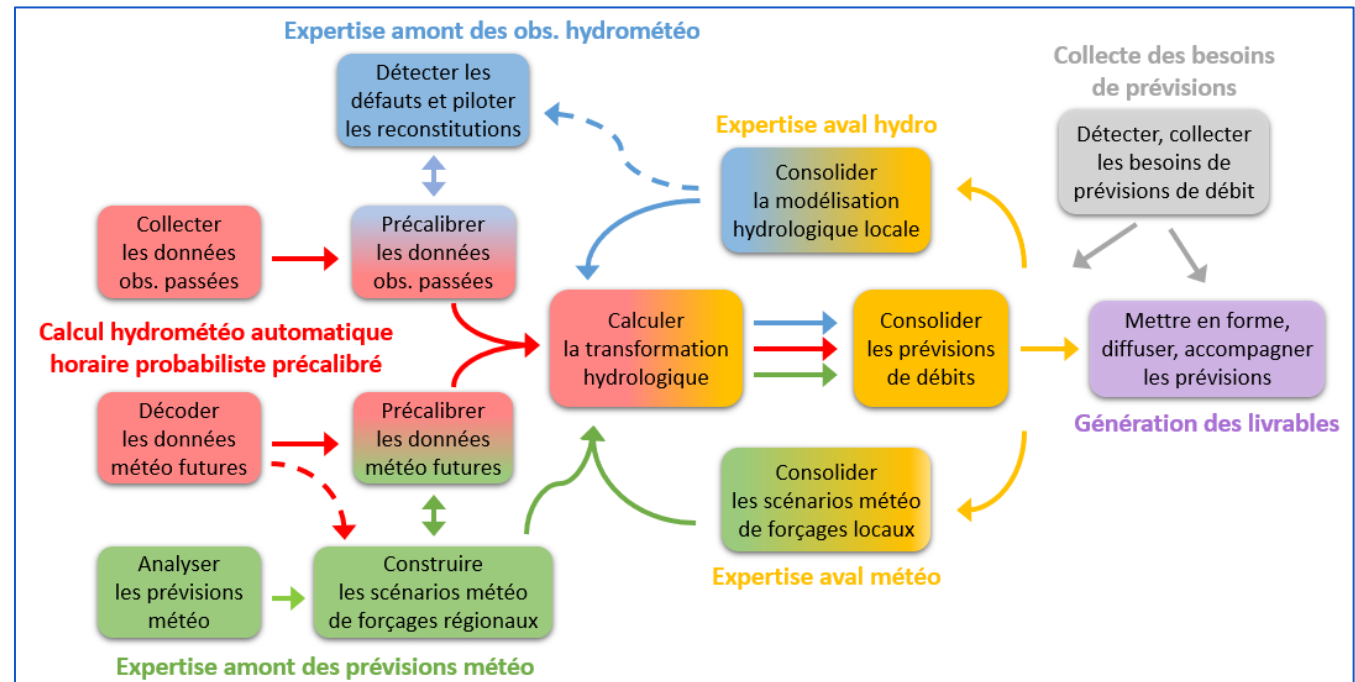 Expertise amont des obs. hydrométéo
Détecter les
défauts et piloter
les reconstitutions
Collecte des besoins
de prévisions
Détecter, collecter
les besoins de
prévisions de débit
Expertise aval hydro
Consolider
la modélisation
hydrologique locale
Collecter
les données
obs. passées
Précalibrer
les données
obs. passées
Calcul hydrométéo automatique
horaire probabiliste précalibré
Calculer
la transformation
hydrologique
Consolider
les prévisions
de débits
Mettre en forme,
diffuser, accompagner
les prévisions
Génération des livrables
Décoder
les données
météo futures
Précalibrer
les données
météo futures
Consolider
les scénarios météo
de forçages locaux
Expertise aval météo
Analyser
les prévisions
météo
Construire
les scénarios météo
de forçages régionaux
Expertise amont des prévisions météo